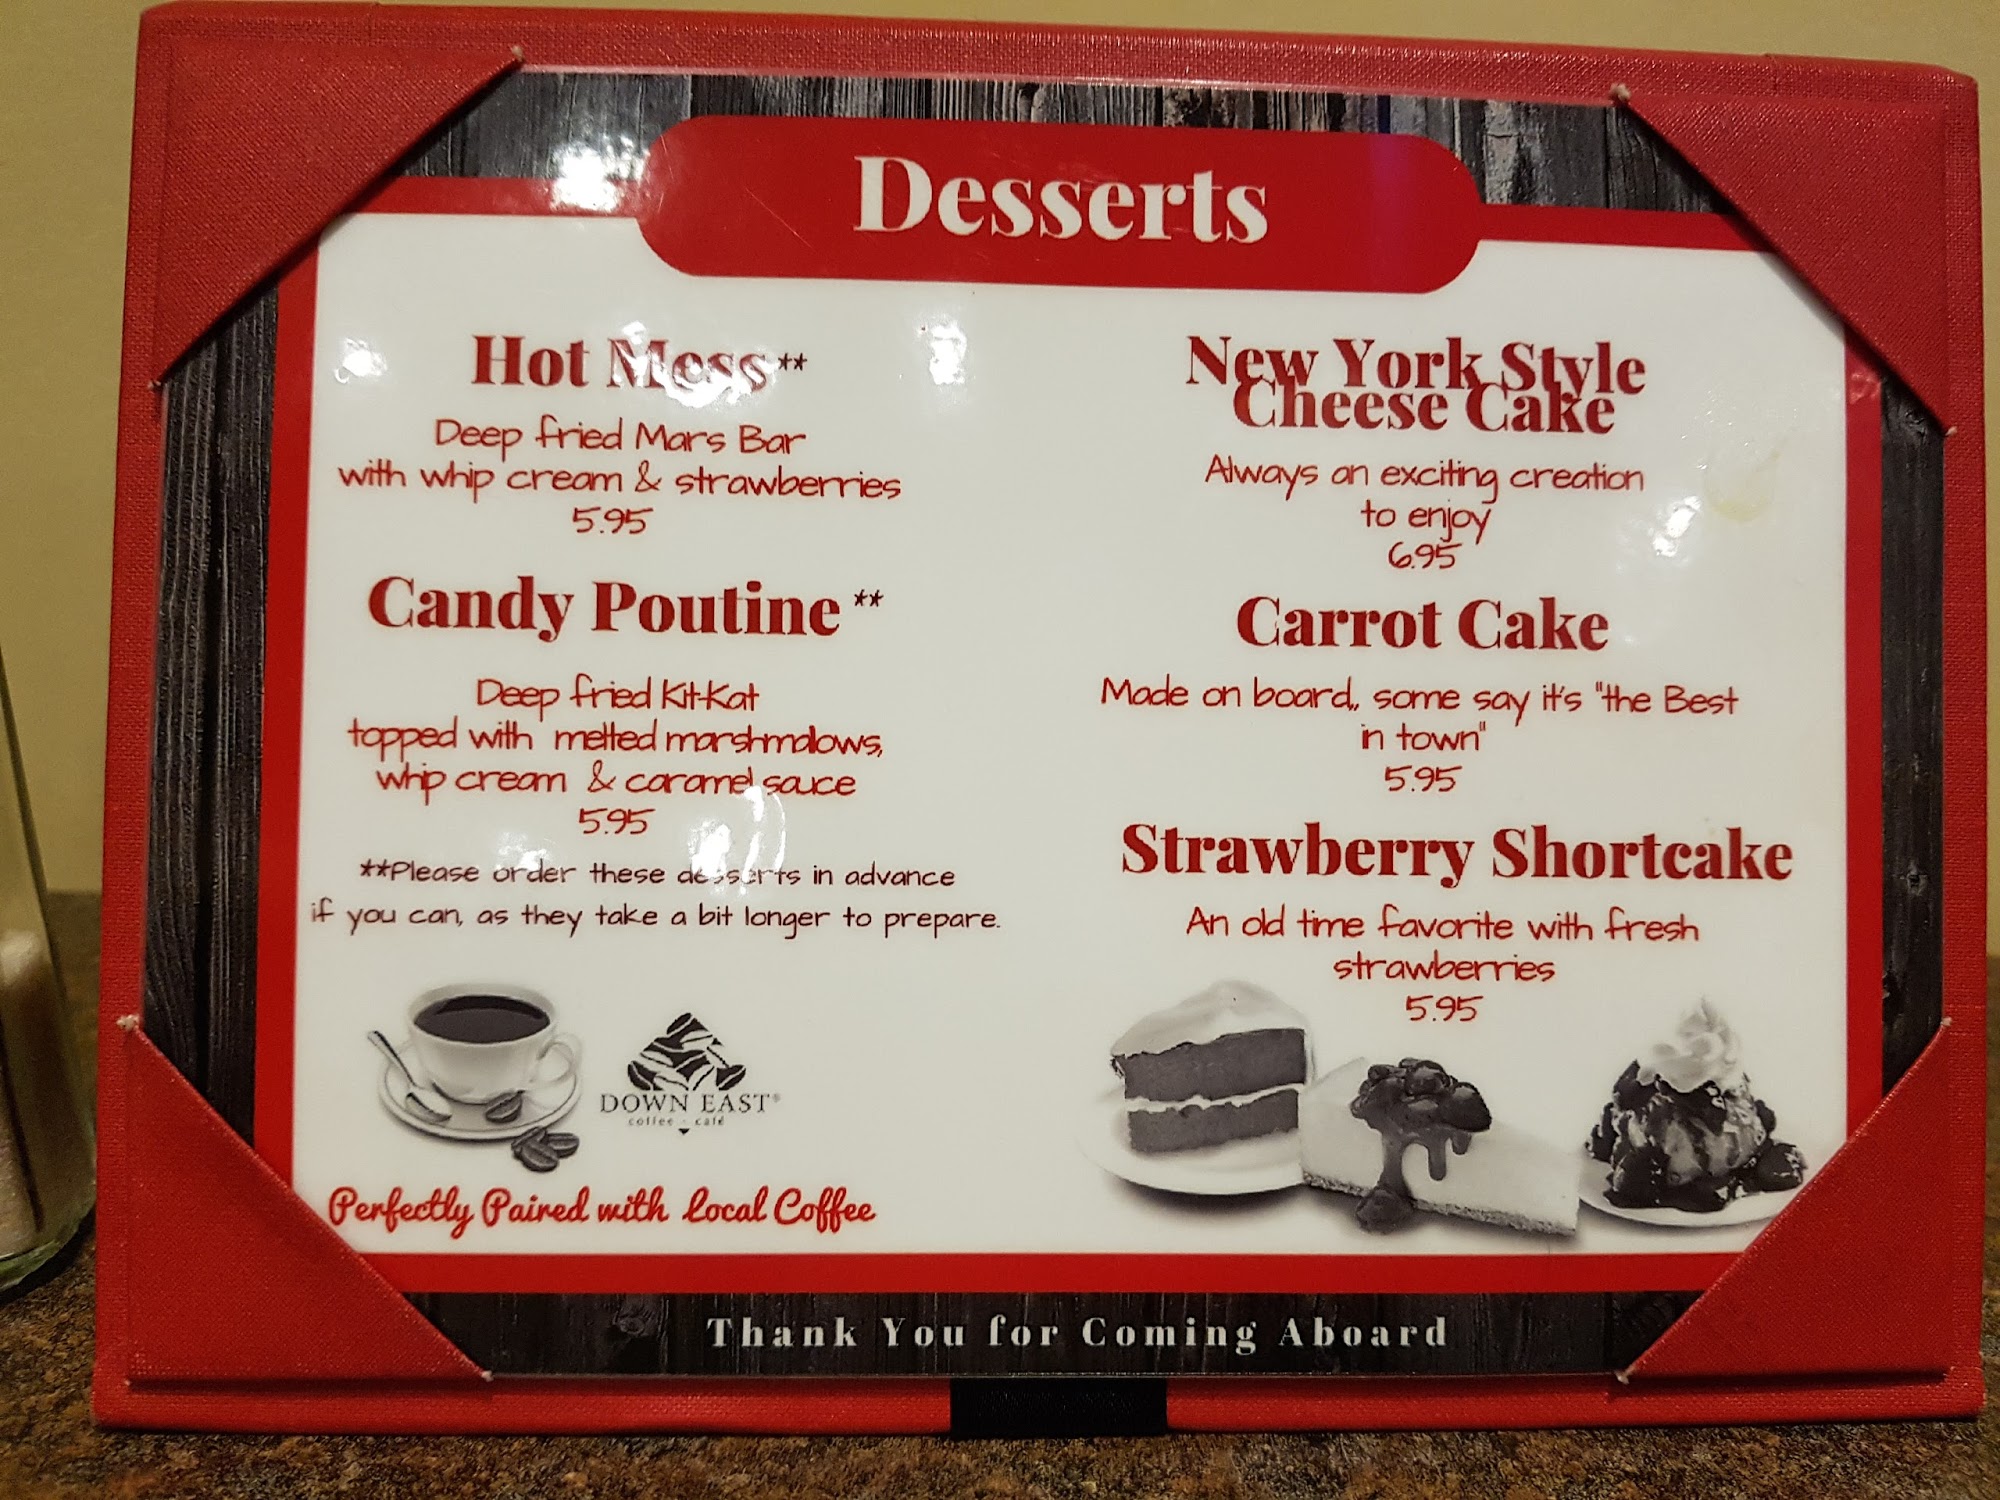 Desserts
Hot Mess**
Deep fried Mars Bar
with whip cream & strawberries
5.95
Candy Poutine**
Deep fried Kit-Kat
topped with melted marshmallows,
whip cream & caramel sauce
5.95
**Please order these desserts in advance
if you can, as they take a bit longer to prepare.
DOWN EAST®
coffee · café
Perfectly Paired with Local Coffee
New York Style
Cheese Cake
Always an exciting creation
to enjoy
6.95
Carrot Cake
Made on board,, some say it's "the Best
in town"
5.95
Strawberry Shortcake
An old time favorite with fresh
strawberries
5.95
Thank You for Coming Aboard